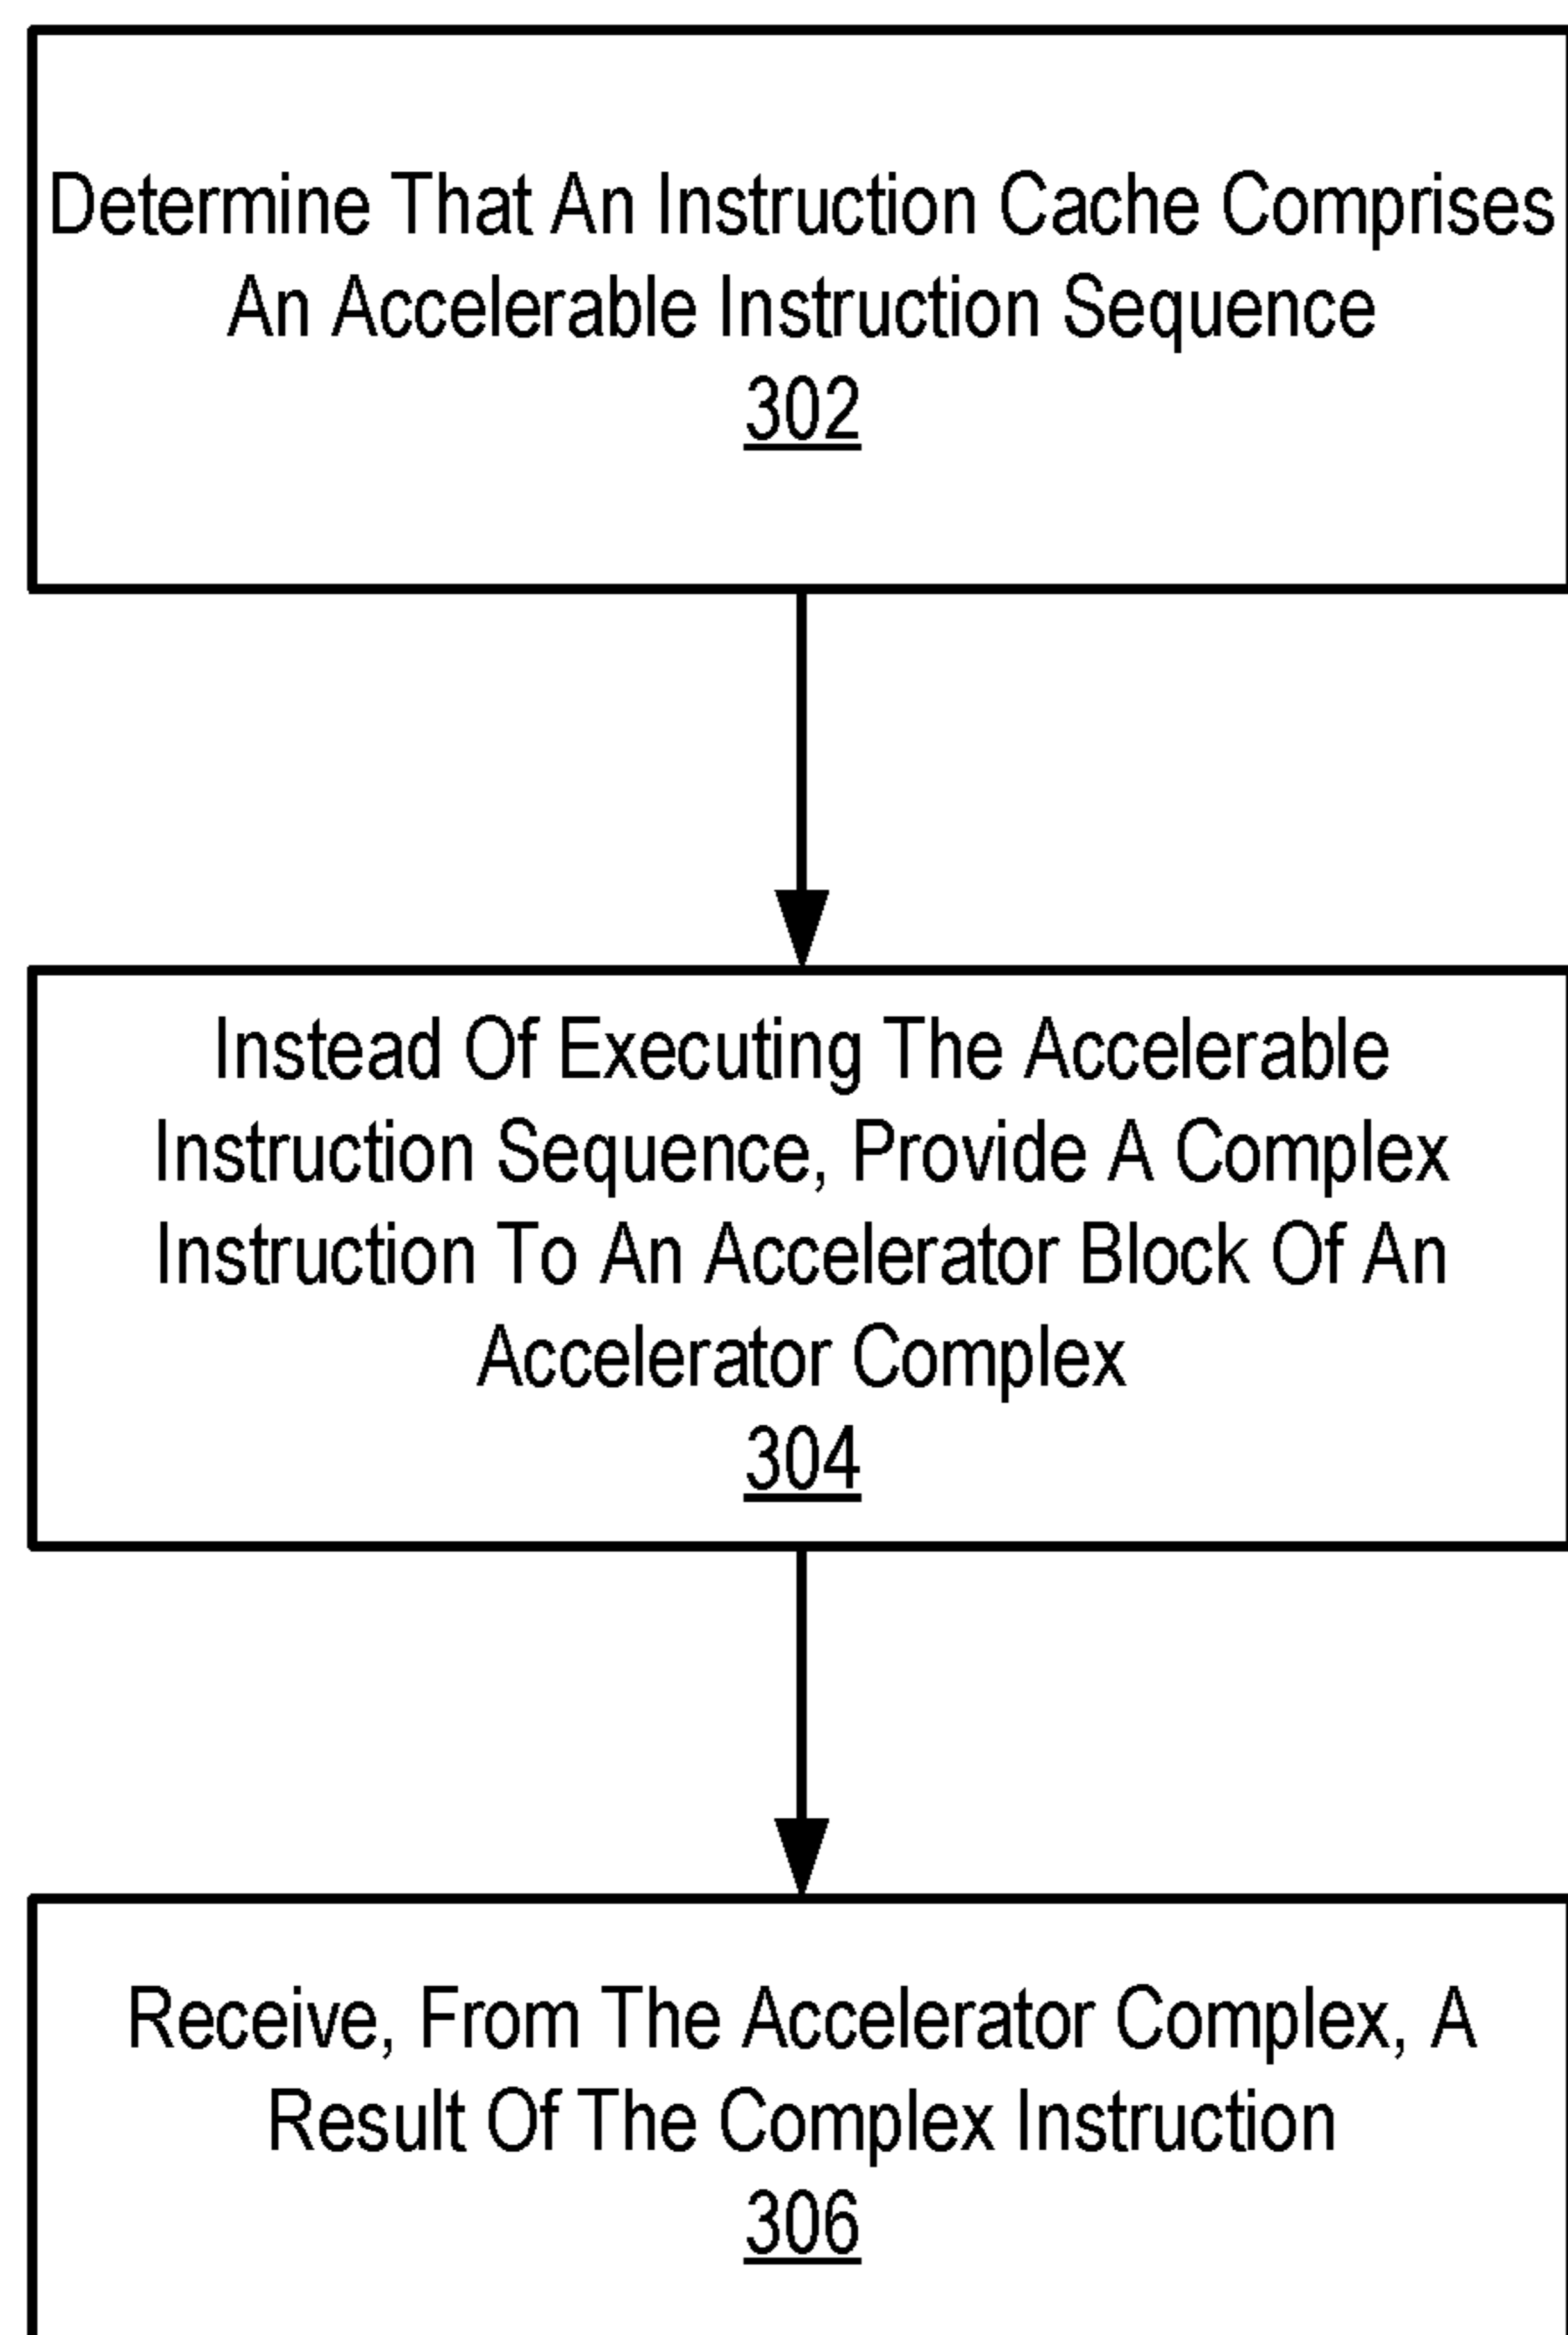 Determine That An Instruction Cache Comprises
An Accelerable Instruction Sequence
302
Instead Of Executing The Accelerable
Instruction Sequence, Provide A Complex
Instruction To An Accelerator Block Of An
Accelerator Complex
304
Receive, From The Accelerator Complex, A
Result Of The Complex Instruction
306